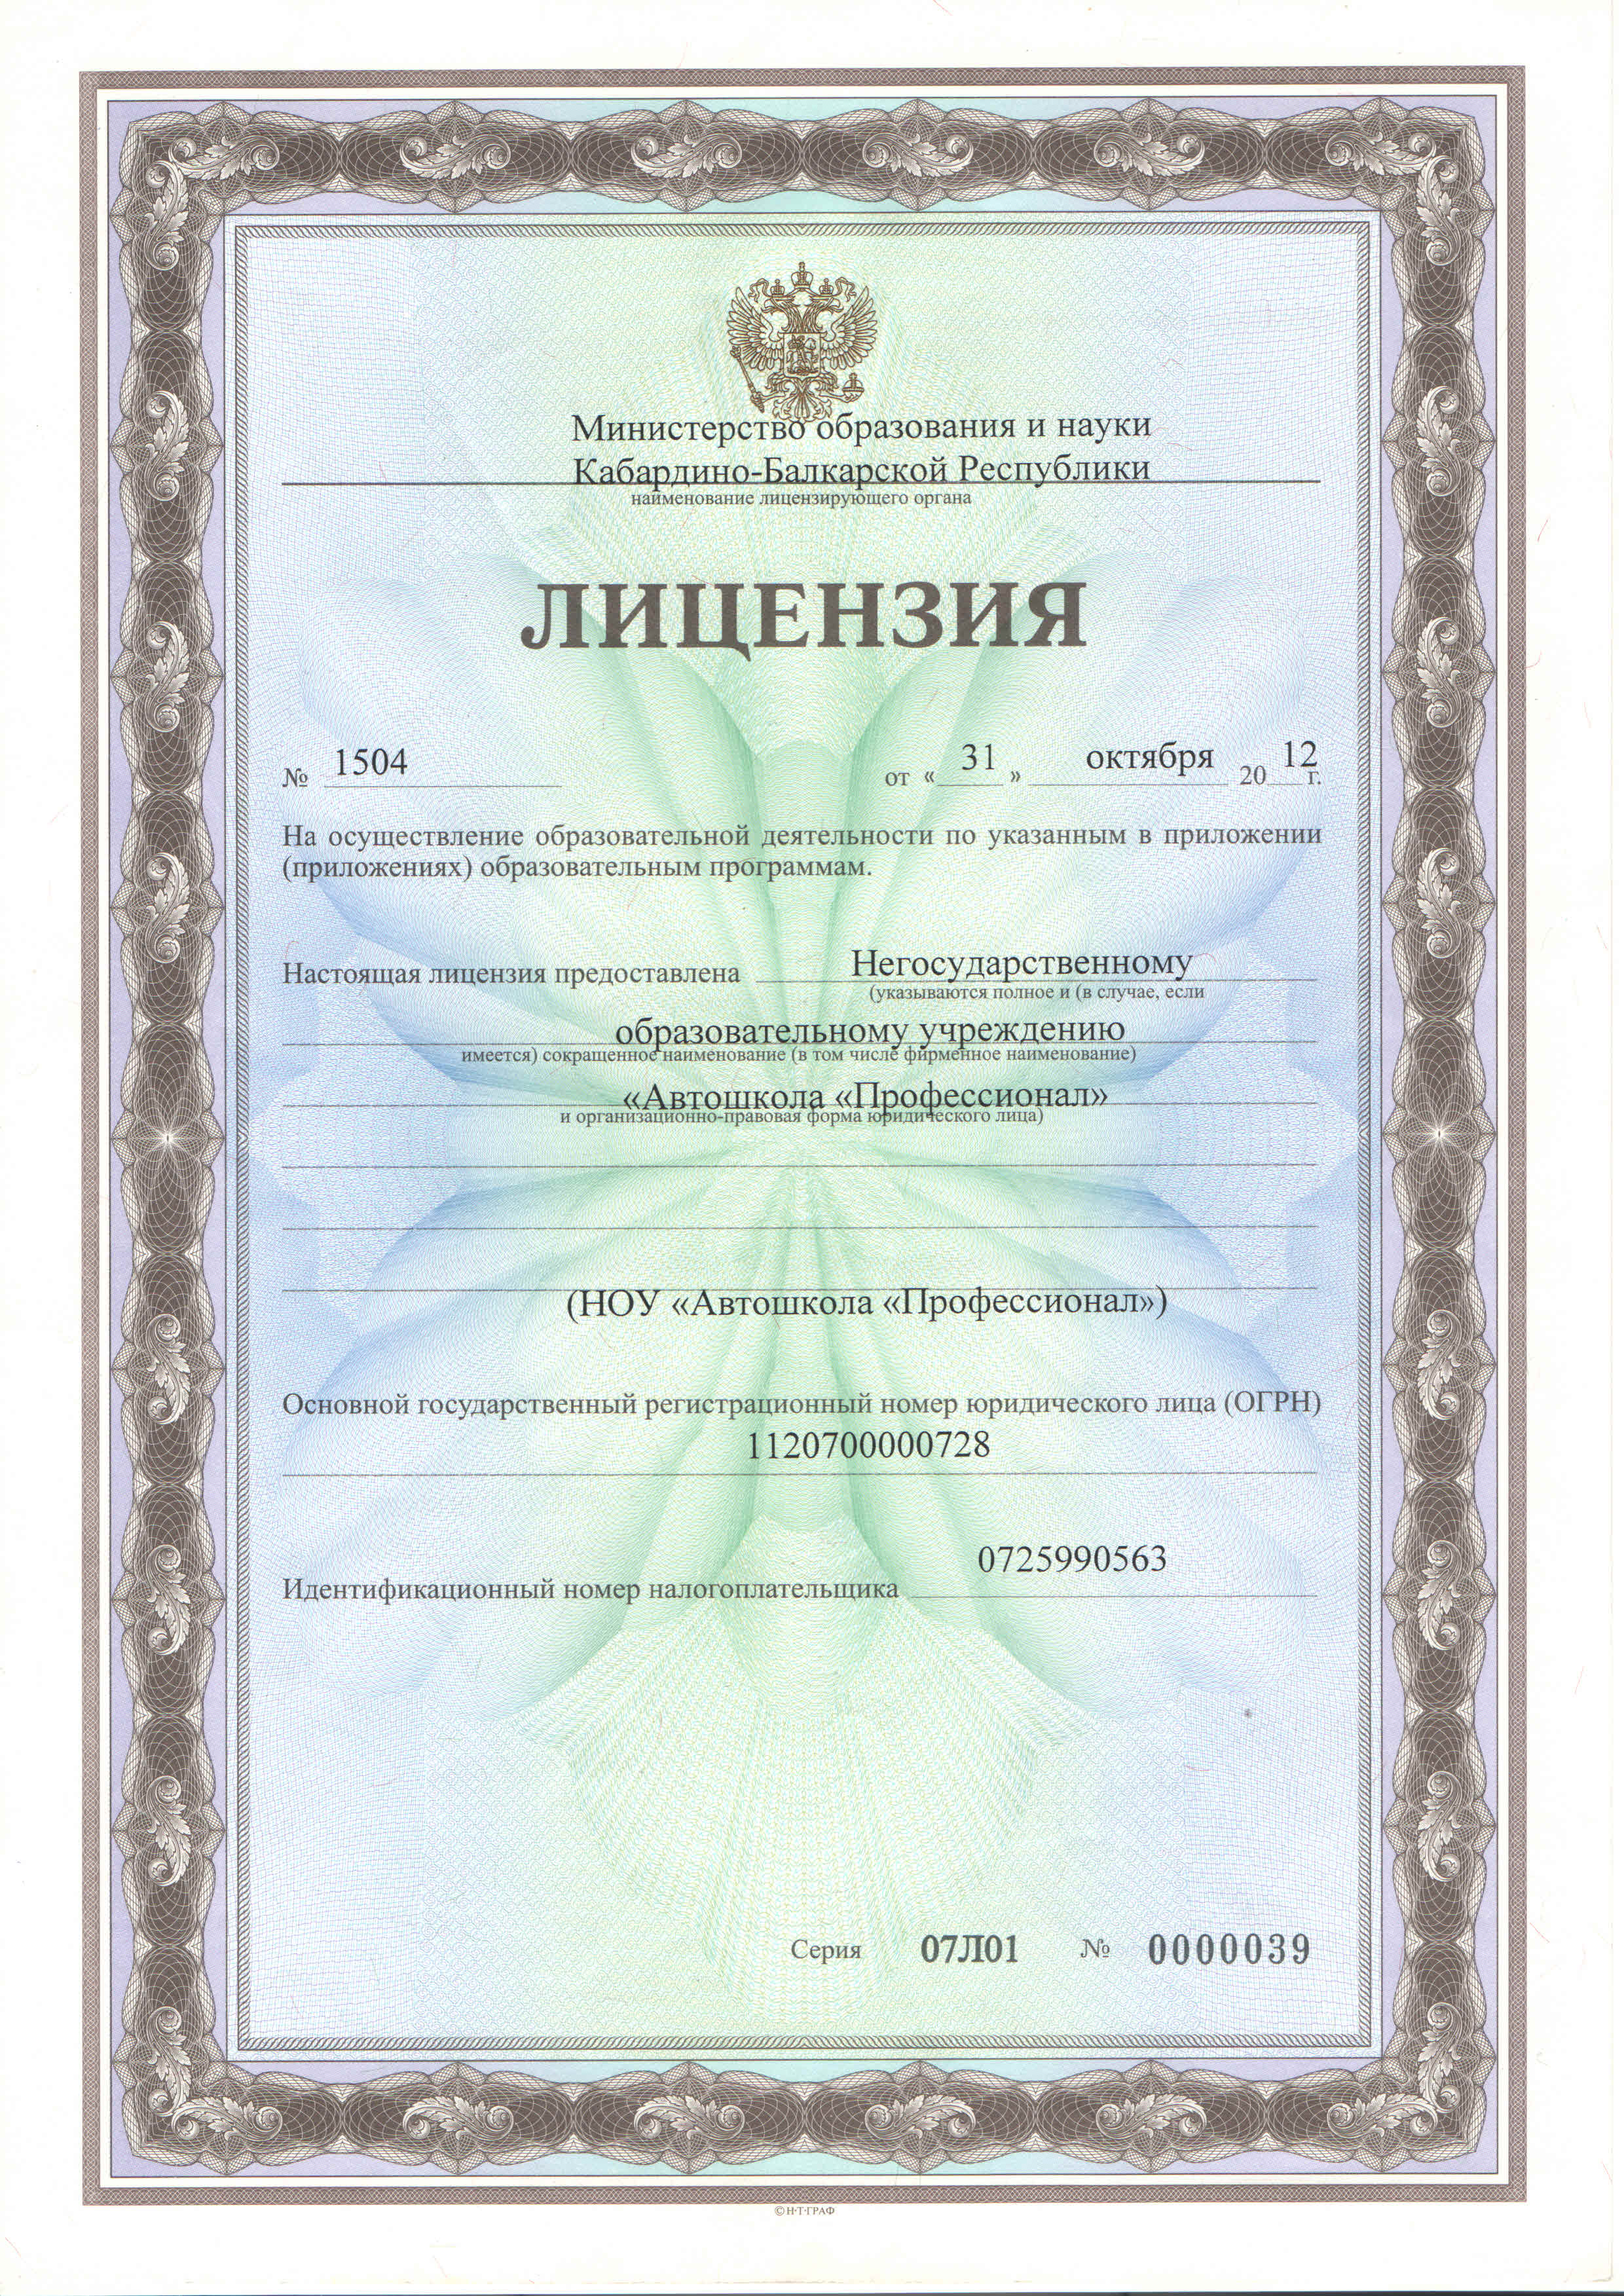 Министерство образования и науки
Кабардино-Балкарской Республики
наименование лицензирующего органа
ЛИЦЕНЗИЯ
№ 1504 от « 31 » октября 20 12 г.
На осуществление образовательной деятельности по указанным в приложении
(приложениях) образовательным программам.
Настоящая лицензия предоставлена Негосударственному
(указываются полное и (в случае, если
образовательному учреждению
имеется) сокращенное наименование (в том числе фирменное наименование)
«Автошкола «Профессионал»
и организационно-правовая форма юридического лица)
(НОУ «Автошкола «Профессионал»)
Основной государственный регистрационный номер юридического лица (ОГРН)
1120700000728
0725990563
Идентификационный номер налогоплательщика
Серия 07Л01 № 0000039
© Н·Т·ГРАФ